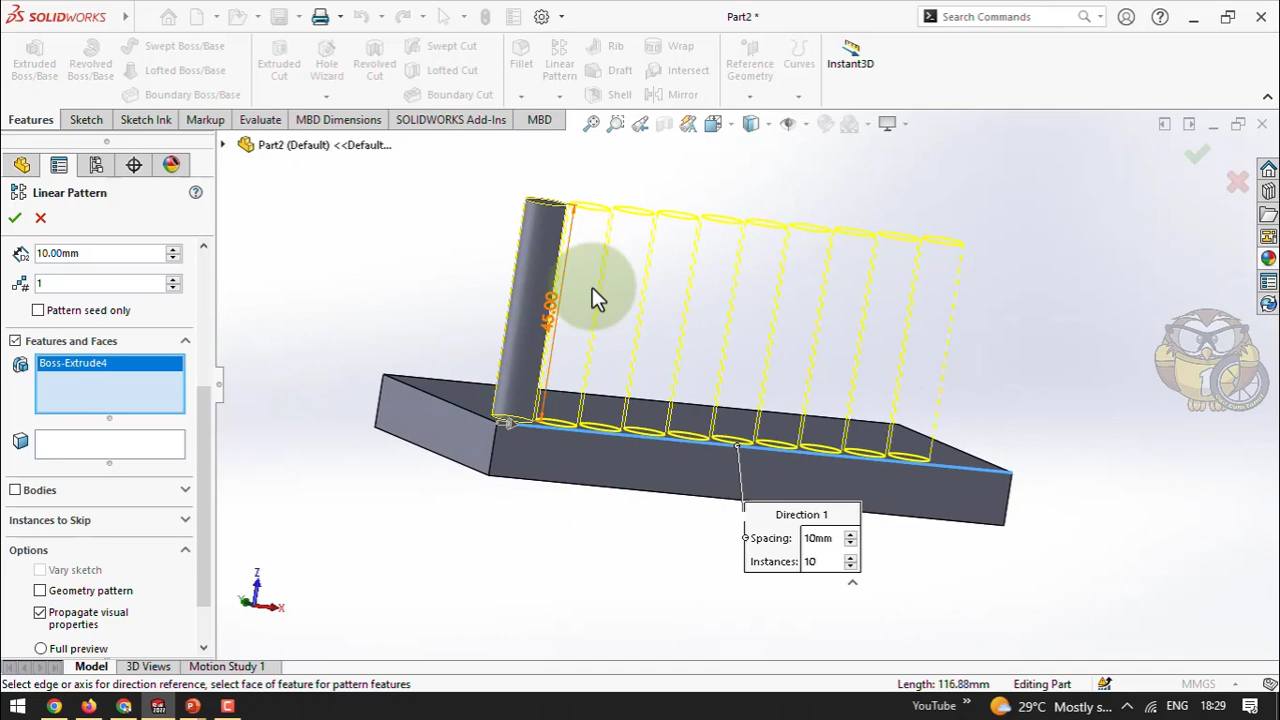 SOLIDWORKS
Part2 *
Search Commands
Extruded Boss/Base
Revolved Boss/Base
Swept Boss/Base
Lofted Boss/Base
Boundary Boss/Base
Extruded Cut
Hole Wizard
Revolved Cut
Swept Cut
Lofted Cut
Boundary Cut
Fillet
Linear Pattern
Rib
Draft
Shell
Wrap
Intersect
Mirror
Reference Geometry
Curves
Instant3D
Features
Sketch
Sketch Ink
Markup
Evaluate
MBD Dimensions
SOLIDWORKS Add-Ins
MBD
Part2 (Default) <<Default...
Linear Pattern
10.00mm
1
Pattern seed only
Features and Faces
Boss-Extrude4
Bodies
Instances to Skip
Options
Vary sketch
Geometry pattern
Propagate visual
properties
Full preview
45.00
Direction 1
Spacing: 10mm
Instances: 10
Z
Y
X
Model
3D Views
Motion Study 1
Select edge or axis for direction reference, select face of feature for pattern features
Length: 116.88mm
Editing Part
MMGS
YouTube
29°C Mostly s...
ENG
18:29